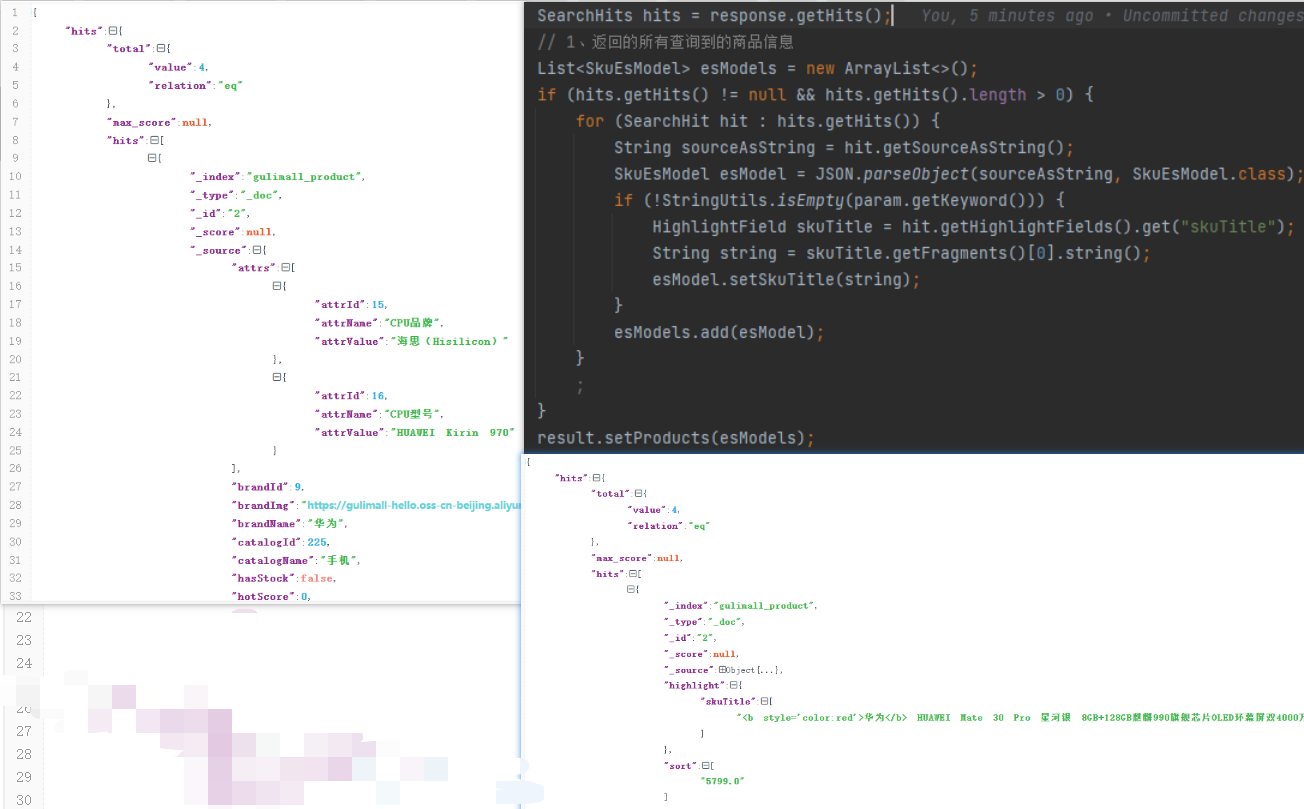 1 {
2 "hits":⊟{
3 "total":⊟{
4 "value":4,
5 "relation":"eq"
6 },
7 "max_score":null,
8 "hits":⊟[
9 ⊟{
10 "_index":"gulimall_product",
11 "_type":"_doc",
12 "_id":"2",
13 "_score":null,
14 "_source":⊟{
15 "attrs":⊟[
16 ⊟{
17 "attrId":15,
18 "attrName":"CPU品牌",
19 "attrValue":"海思（Hisilicon）"
20 },
21 ⊟{
22 "attrId":16,
23 "attrName":"CPU型号",
24 "attrValue":"HUAWEI Kirin 970"
25 }
26 ],
27 "brandId":9,
28 "brandImg":"https://gulimall-hello.oss-cn-beijing.aliyun
29 "brandName":"华为",
30 "catalogId":225,
31 "catalogName":"手机",
32 "hasStock":false,
33 "hotScore":0,
22
23
24
26
27
28
29
30
SearchHits hits = response.getHits(); You, 5 minutes ago • Uncommitted changes
// 1、返回的所有查询到的商品信息
List<SkuEsModel> esModels = new ArrayList<>();
if (hits.getHits() != null && hits.getHits().length > 0) {
for (SearchHit hit : hits.getHits()) {
String sourceAsString = hit.getSourceAsString();
SkuEsModel esModel = JSON.parseObject(sourceAsString, SkuEsModel.class);
if (!StringUtils.isEmpty(param.getKeyword())) {
HighlightField skuTitle = hit.getHighlightFields().get("skuTitle");
String string = skuTitle.getFragments()[0].string();
esModel.setSkuTitle(string);
}
esModels.add(esModel);
}
;
}
result.setProducts(esModels);
{
"hits":⊟{
"total":⊟{
"value":4,
"relation":"eq"
},
"max_score":null,
"hits":⊟[
⊟{
"_index":"gulimall_product",
"_type":"_doc",
"_id":"2",
"_score":null,
"_source":⊞Object{...},
"highlight":⊟{
"skuTitle":⊟[
"<b style='color:red'>华为</b> HUAWEI Mate 30 Pro 星河银 8GB+128GB麒麟990旗舰芯片OLED环幕屏双4000万
]
},
"sort":⊟[
"5799.0"
]